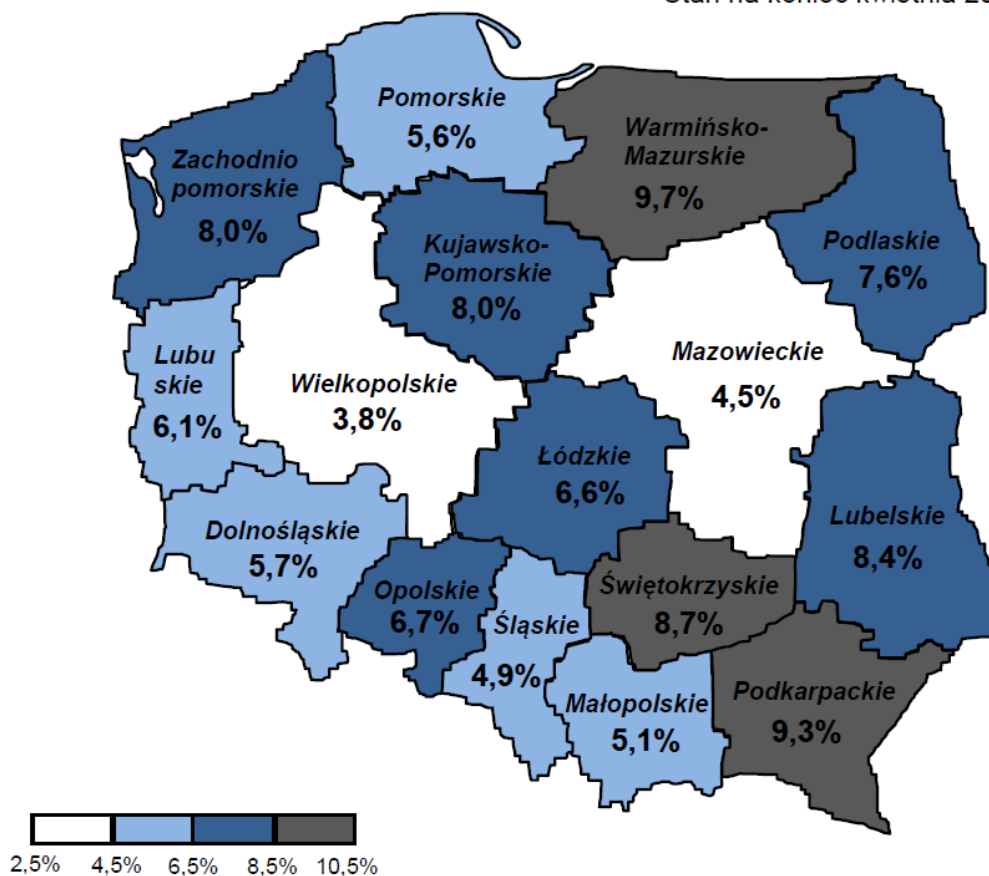 Pomorskie
5,6%
Warmińsko-
Mazurskie
9,7%
Zachodnio
pomorskie
8,0%
Kujawsko-
Pomorskie
8,0%
Podlaskie
7,6%
Lubu
skie
6,1%
Wielkopolskie
3,8%
Mazowieckie
4,5%
Łódzkie
6,6%
Lubelskie
8,4%
Dolnośląskie
5,7%
Opolskie
6,7%
Śląskie
4,9%
Świętokrzyskie
8,7%
Małopolskie
5,1%
Podkarpackie
9,3%
2,5% 4,5% 6,5% 8,5% 10,5%